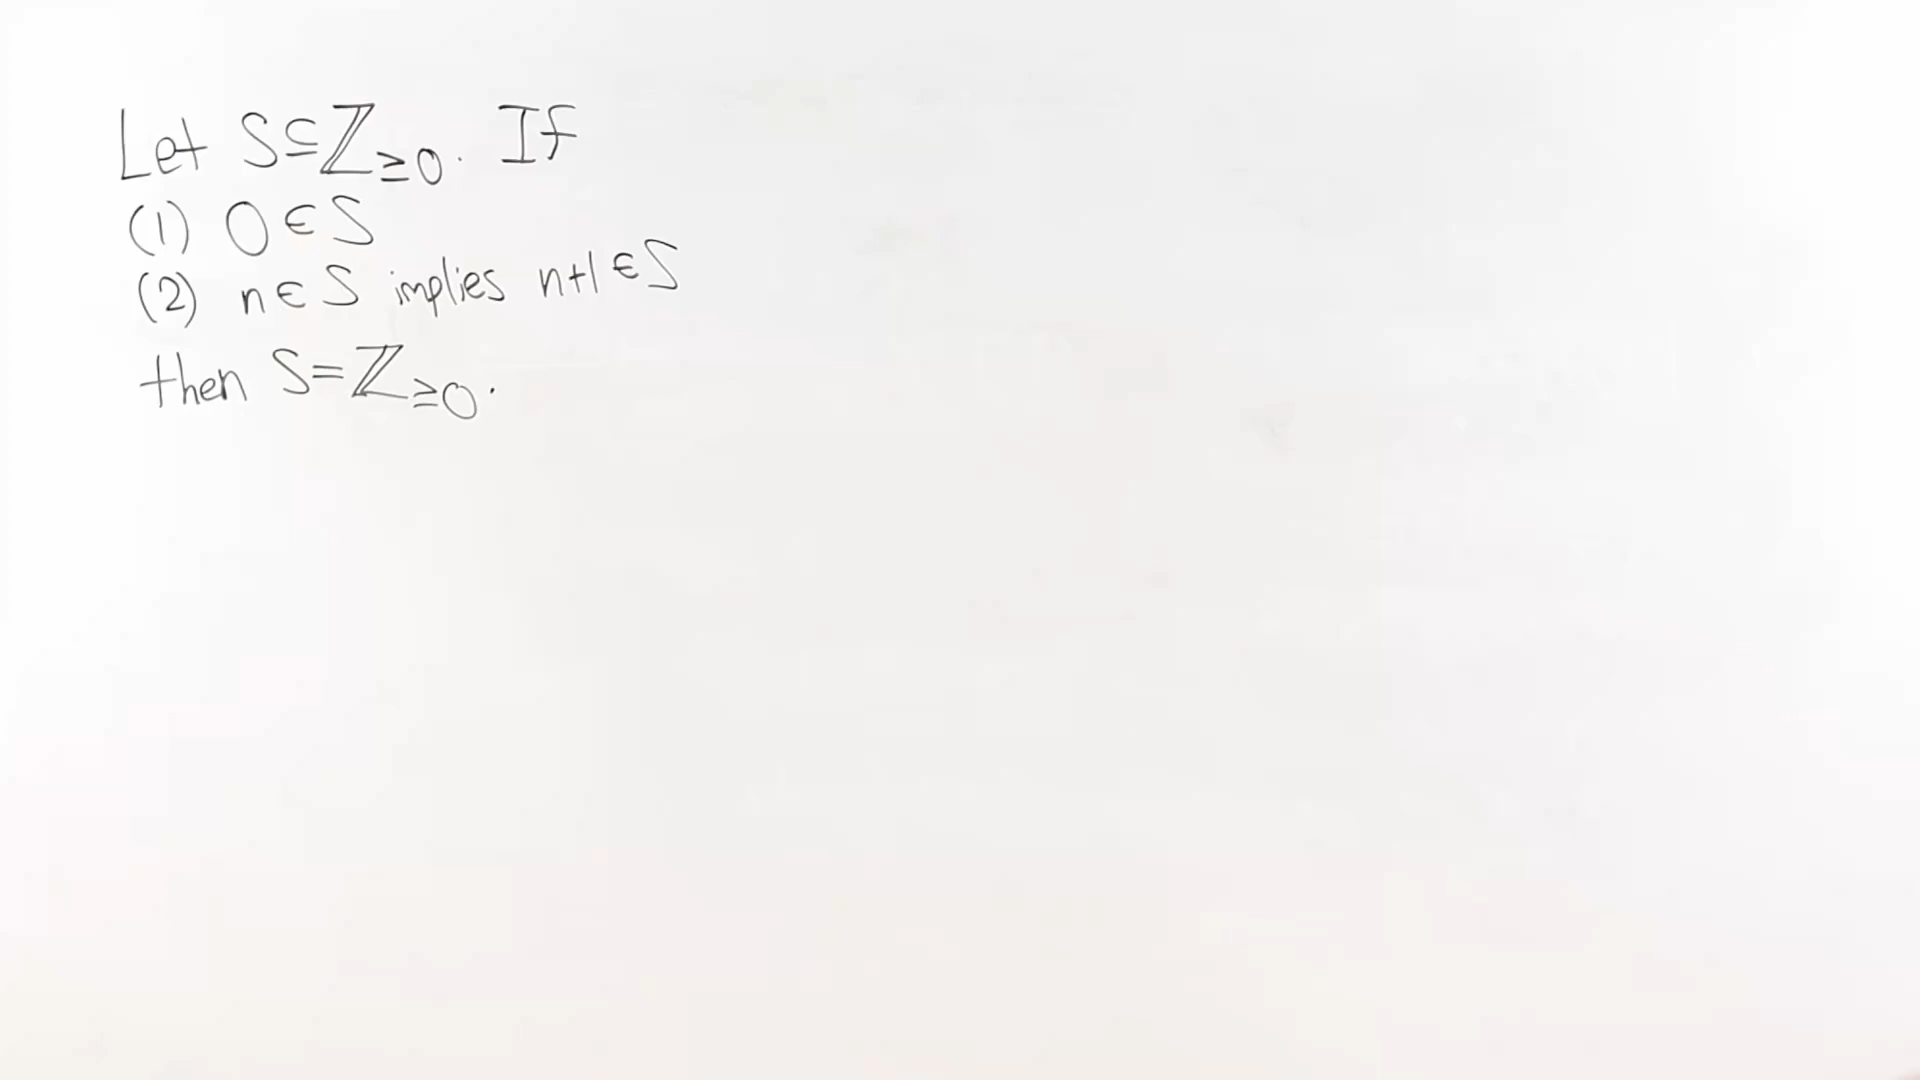 Let S⊆ℤ≥0. If
(1) 0∈S
(2) n∈S implies n+1∈S
then S=ℤ≥0.